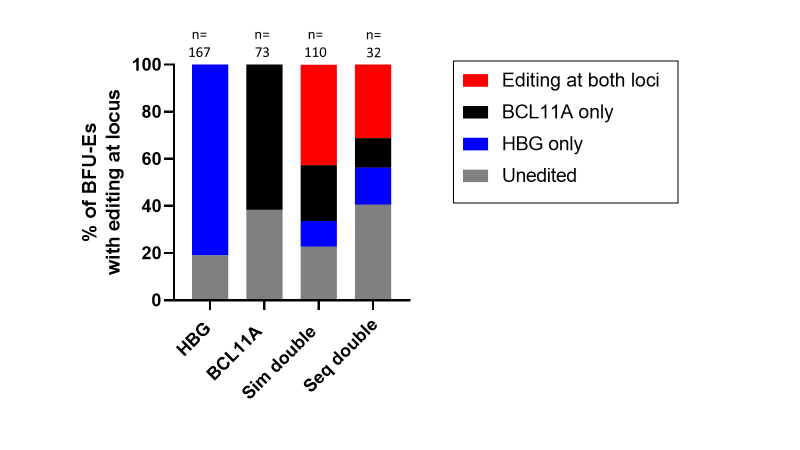 n= n= n= n=
167 73 110 32
100
80
60
40
20
0
% of BFU-Es
with editing at locus
HBG
BCL11A
Sim double
Seq double
Editing at both loci
BCL11A only
HBG only
Unedited